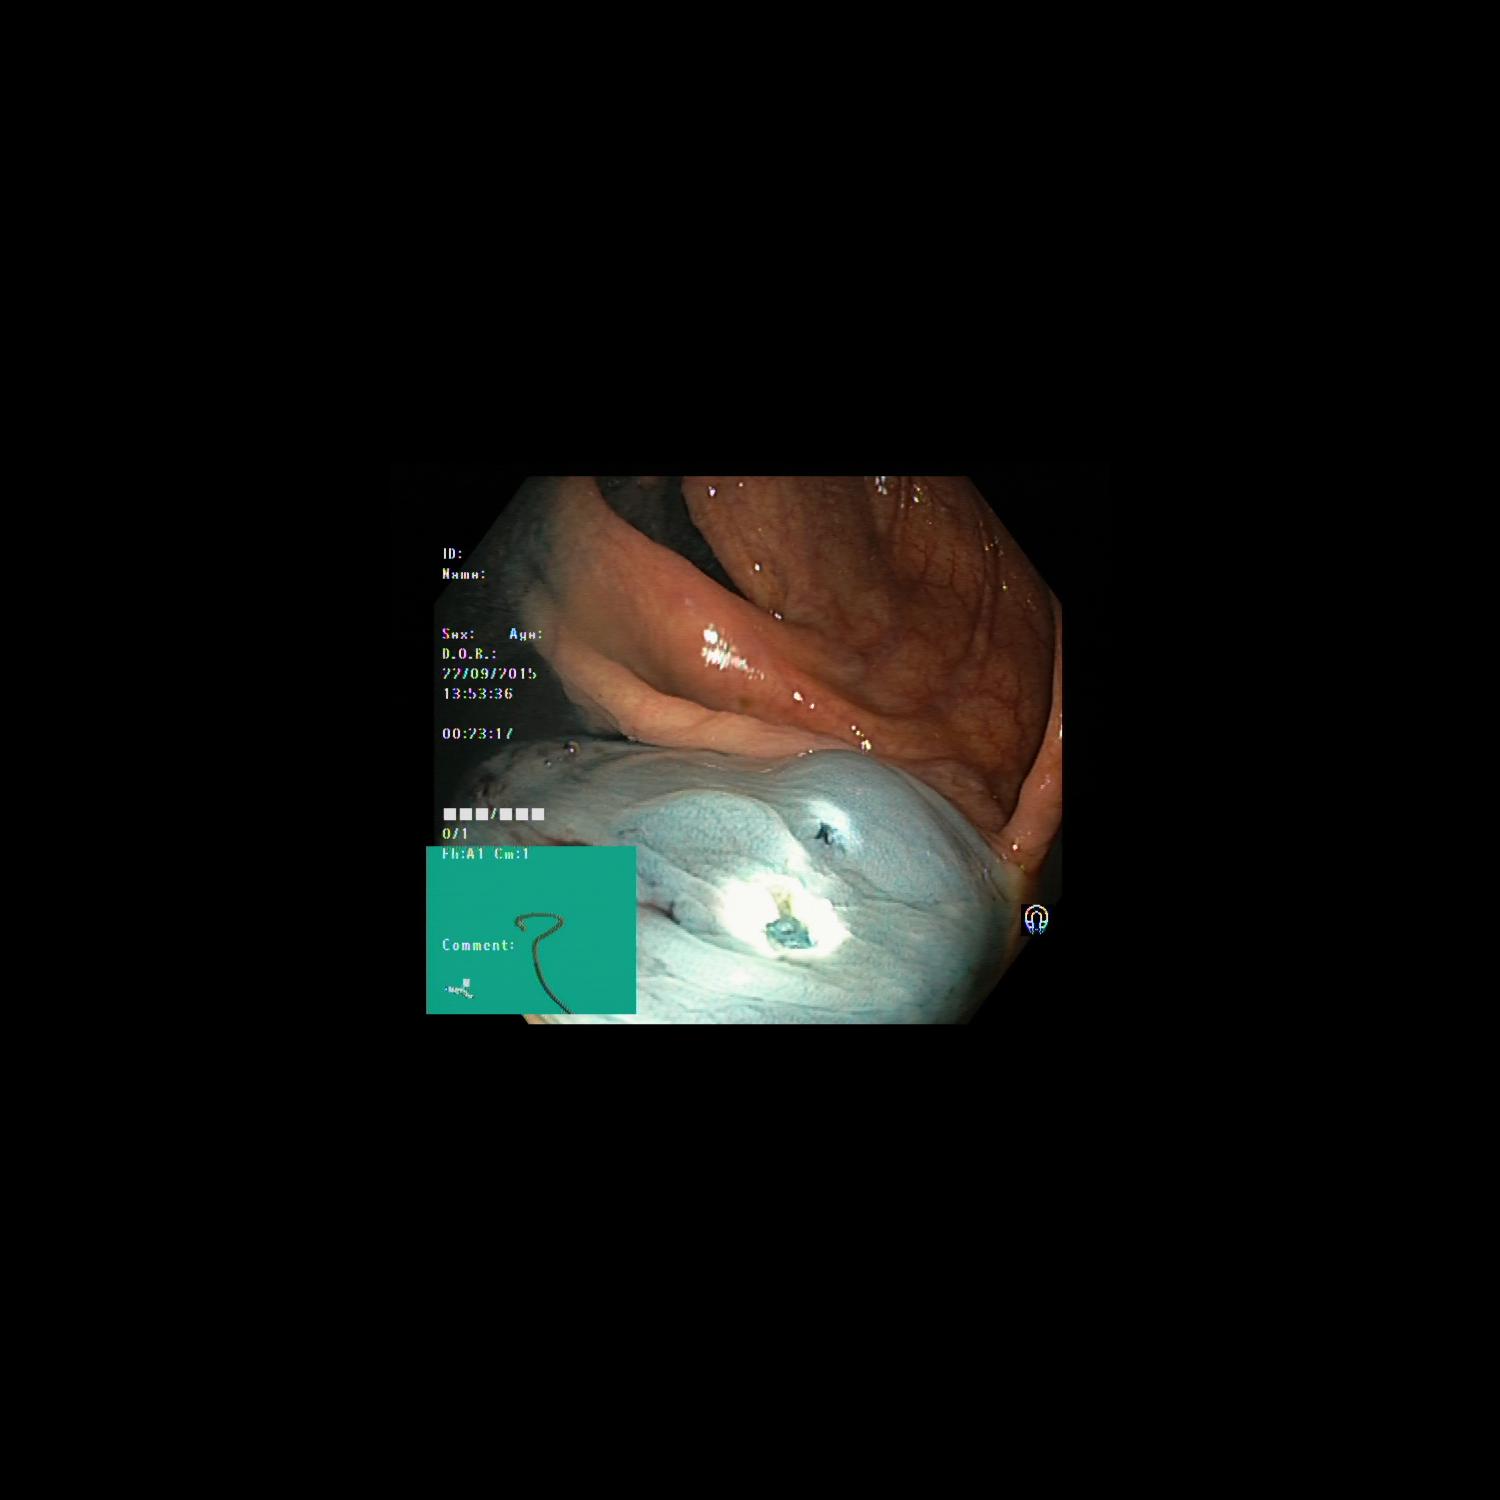 ID:
Name:
Sex: Age:
D.O.B.:
22/09/2015
13:53:36
00:23:17
■■■/■■■
0/1
Eh:A1 Cm:1
Comment: